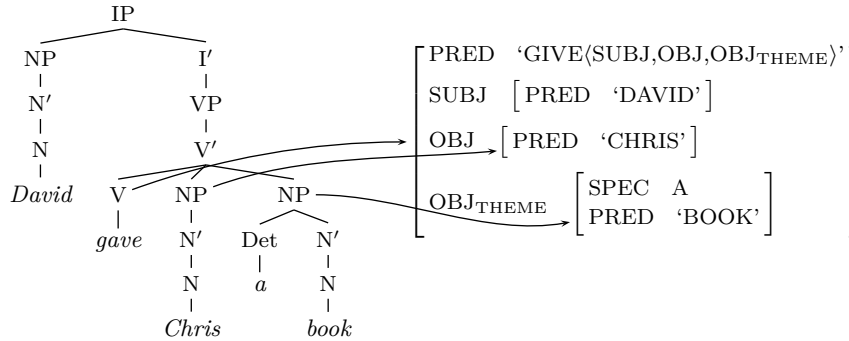 IP
NP I′ PRED ‘GIVE⟨SUBJ,OBJ,OBJTHEME⟩’
N′ VP SUBJ [PRED ‘DAVID’]
N V′ OBJ [PRED ‘CHRIS’]
David V NP NP OBJTHEME [SPEC A
PRED ‘BOOK’]
gave N′ Det N′
N a N
Chris book